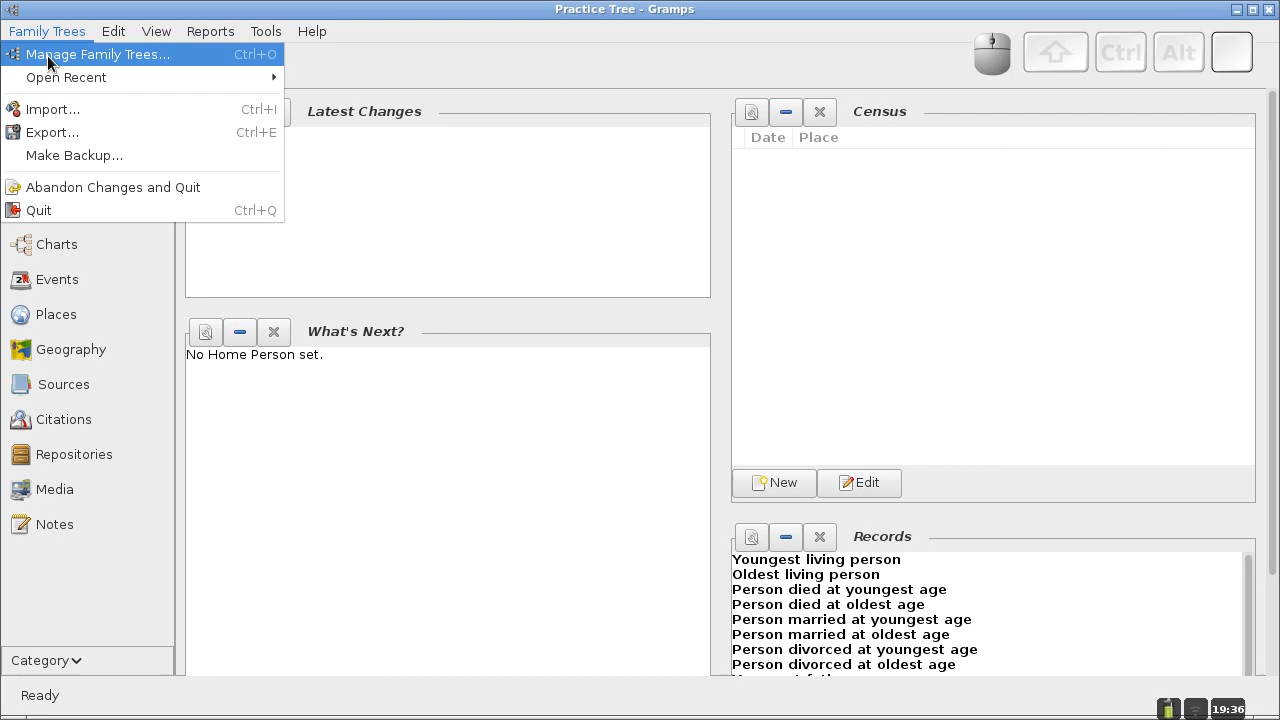 Practice Tree - Gramps
Family Trees Edit View Reports Tools Help
Manage Family Trees... Ctrl+O
Open Recent
Import... Ctrl+I
Export... Ctrl+E
Make Backup...
Abandon Changes and Quit
Quit Ctrl+Q
Ctrl Alt
Charts
Events
Places
Geography
Sources
Citations
Repositories
Media
Notes
Category
Latest Changes
What's Next?
No Home Person set.
Census
Date Place
New Edit
Records
Youngest living person
Oldest living person
Person died at youngest age
Person died at oldest age
Person married at youngest age
Person married at oldest age
Person divorced at youngest age
Person divorced at oldest age
Ready
19:36